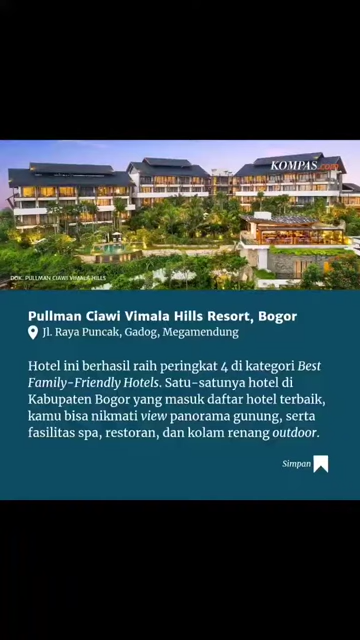 KOMPAS.com
DOK. PULLMAN CIAWI VIMALA HILLS
Pullman Ciawi Vimala Hills Resort, Bogor
Jl. Raya Puncak, Gadog, Megamendung
Hotel ini berhasil raih peringkat 4 di kategori Best
Family-Friendly Hotels. Satu-satunya hotel di
Kabupaten Bogor yang masuk daftar hotel terbaik,
kamu bisa nikmati view panorama gunung, serta
fasilitas spa, restoran, dan kolam renang outdoor.
Simpan